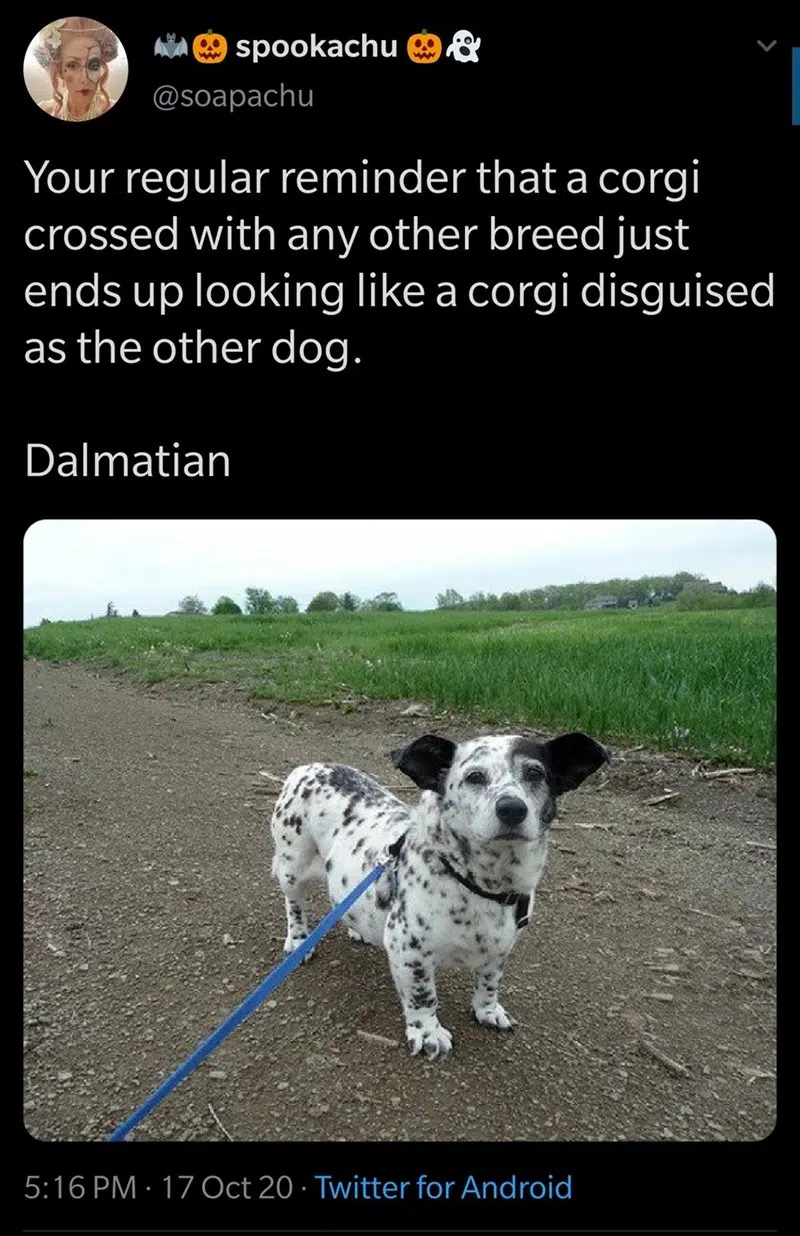 🦇🎃 spookachu 🎃👻
@soapachu
Your regular reminder that a corgi
crossed with any other breed just
ends up looking like a corgi disguised
as the other dog.
Dalmatian
5:16 PM · 17 Oct 20 · Twitter for Android